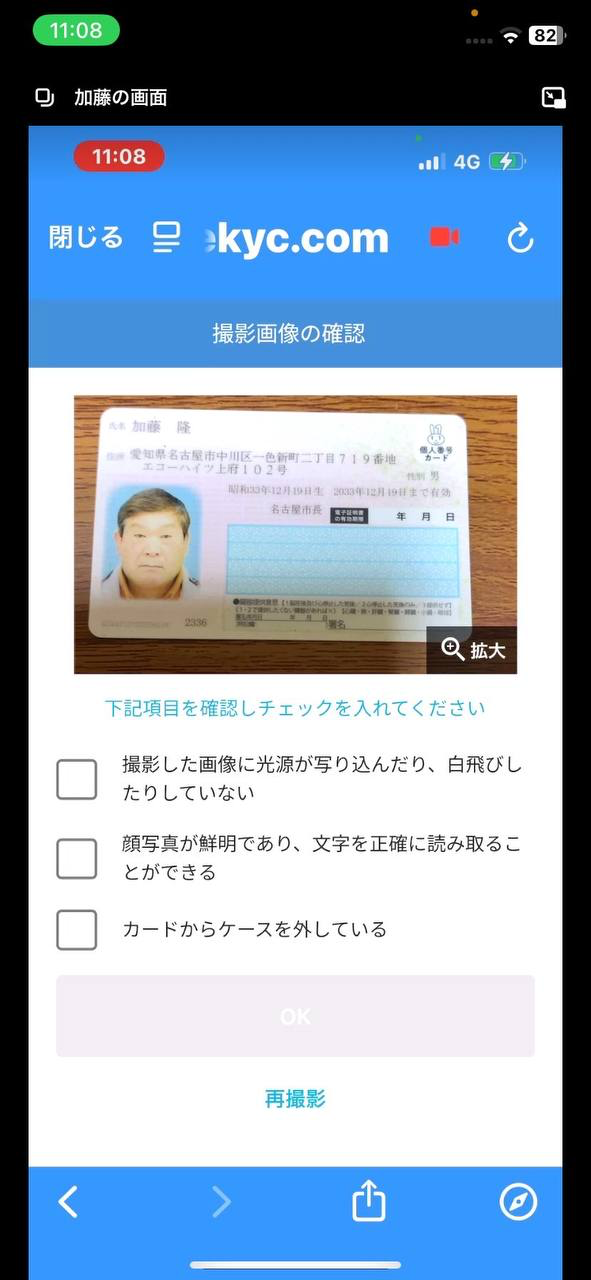 11:08
82
加藤の画面
11:08
4G
閉じる
ekyc.com
撮影画像の確認
氏名 加藤 隆
住所 愛知県名古屋市中川区一色新町二丁目719番地
エコーハイツ上府102号
個人番号
カード
性別 男
昭和33年12月19日生 2033年12月19日まで有効
名古屋市長
電子証明書
の有効期限
年 月 日
2336
署名
拡大
下記項目を確認しチェックを入れてください
撮影した画像に光源が写り込んだり、白飛びし
たりしていない
顔写真が鮮明であり、文字を正確に読み取るこ
とができる
カードからケースを外している
OK
再撮影